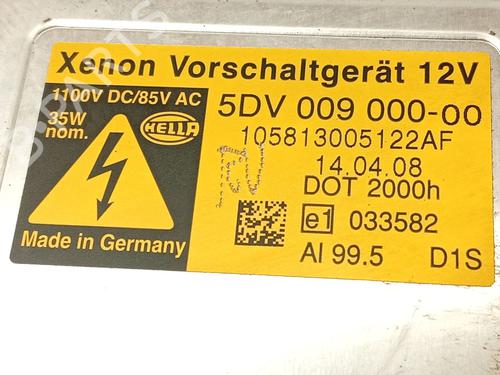 Xenon Vorschaltgerät 12V
1100V DC/85V AC
35W
nom.
HELLA
5DV 009 000-00
105813005122AF
14.04.08
DOT 2000h
e1 033582
Made in Germany
Al 99.5 D1S